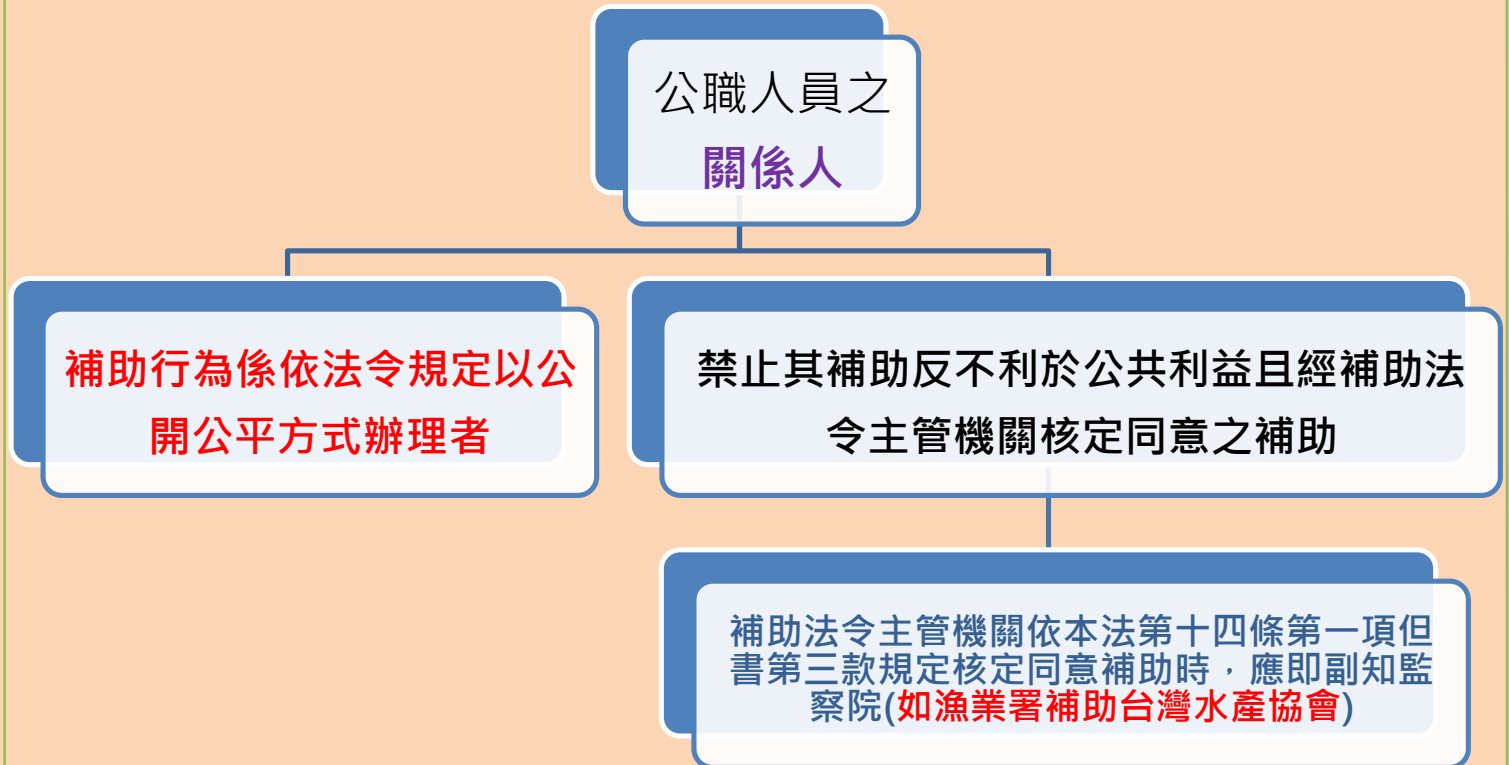 公職人員之
關係人
補助行為係依法令規定以公
開公平方式辦理者
禁止其補助反不利於公共利益且經補助法
令主管機關核定同意之補助
補助法令主管機關依本法第十四條第一項但
書第三款規定核定同意補助時，應即副知監
察院(如漁業署補助台灣水產協會)